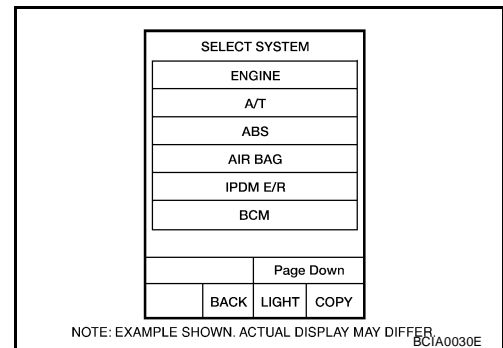 SELECT SYSTEM
ENGINE
A/T
ABS
AIR BAG
IPDM E/R
BCM
Page Down
BACK LIGHT COPY
NOTE: EXAMPLE SHOWN. ACTUAL DISPLAY MAY DIFFER.
BCIA0030E